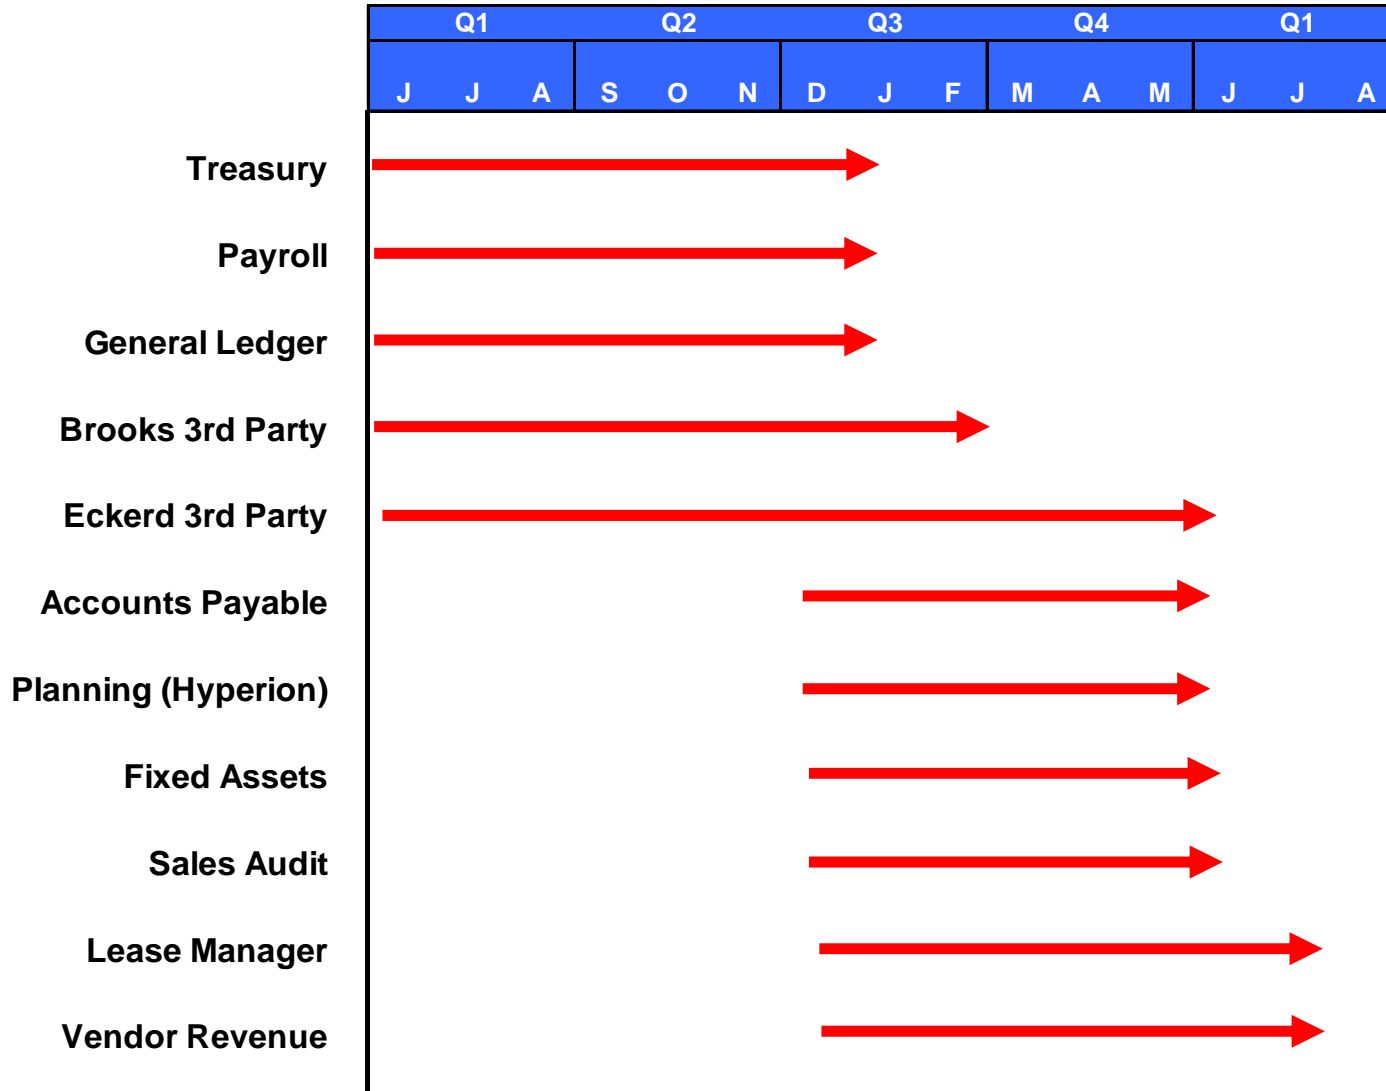 Q1 Q2 Q3 Q4 Q1
J J A S O N D J F M A M J J A
Treasury
Payroll
General Ledger
Brooks 3rd Party
Eckerd 3rd Party
Accounts Payable
Planning (Hyperion)
Fixed Assets
Sales Audit
Lease Manager
Vendor Revenue